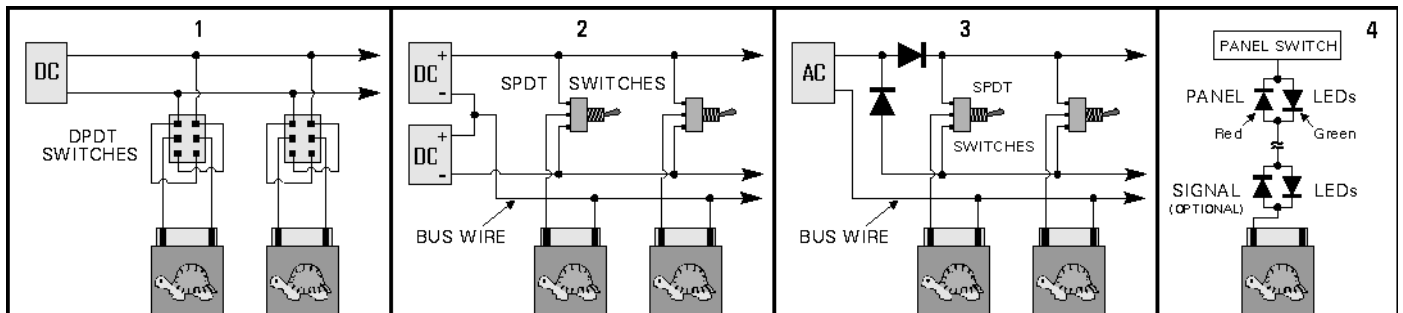 1
DC
DPDT
SWITCHES
2
DC
+
-
SPDT SWITCHES
DC
+
-
BUS WIRE
3
AC
SPDT
SWITCHES
BUS WIRE
4
PANEL SWITCH
PANEL LEDs
Red Green
SIGNAL LEDs
(OPTIONAL)